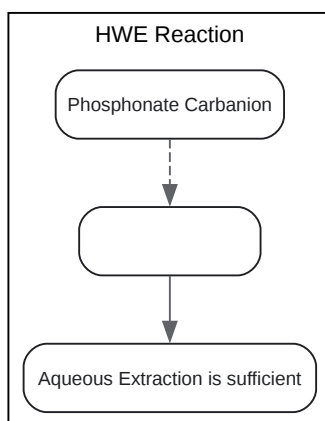 HWE Reaction
Phosphonate Carbanion
Aqueous Extraction is sufficient